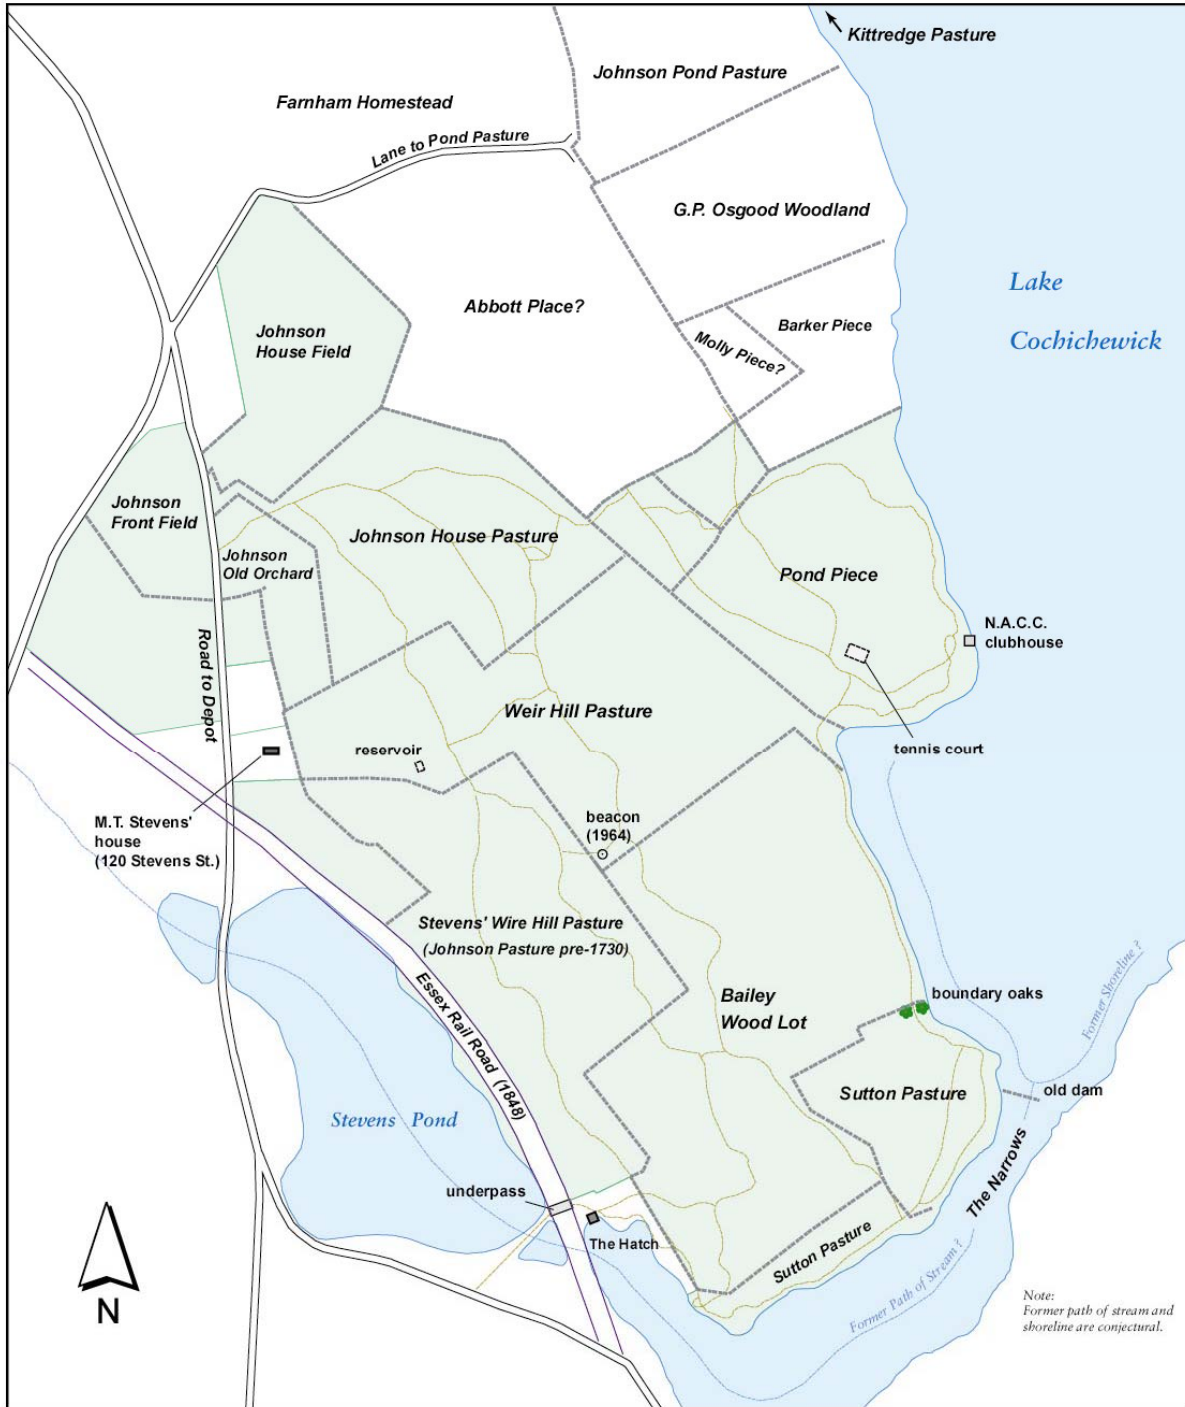 Kittredge Pasture
Johnson Pond Pasture
Farnham Homestead
Lane to Pond Pasture
G.P. Osgood Woodland
Lake
Cochichewick
Abbott Place?
Barker Piece
Molly Piece?
Johnson
House Field
Johnson
Front Field
Johnson House Pasture
Johnson
Old Orchard
Pond Piece
N.A.C.C.
clubhouse
Road to Depot
Weir Hill Pasture
reservoir
tennis court
M.T. Stevens'
house
(120 Stevens St.)
beacon
(1964)
Stevens' Wire Hill Pasture
(Johnson Pasture pre-1730)
Essex Rail Road (1848)
Bailey
Wood Lot
boundary oaks
Former Shoreline ?
Sutton Pasture
old dam
Stevens Pond
The Narrows
underpass
The Hatch
Sutton Pasture
Former Path of Stream ?
N
Note:
Former path of stream and
shoreline are conjectural.